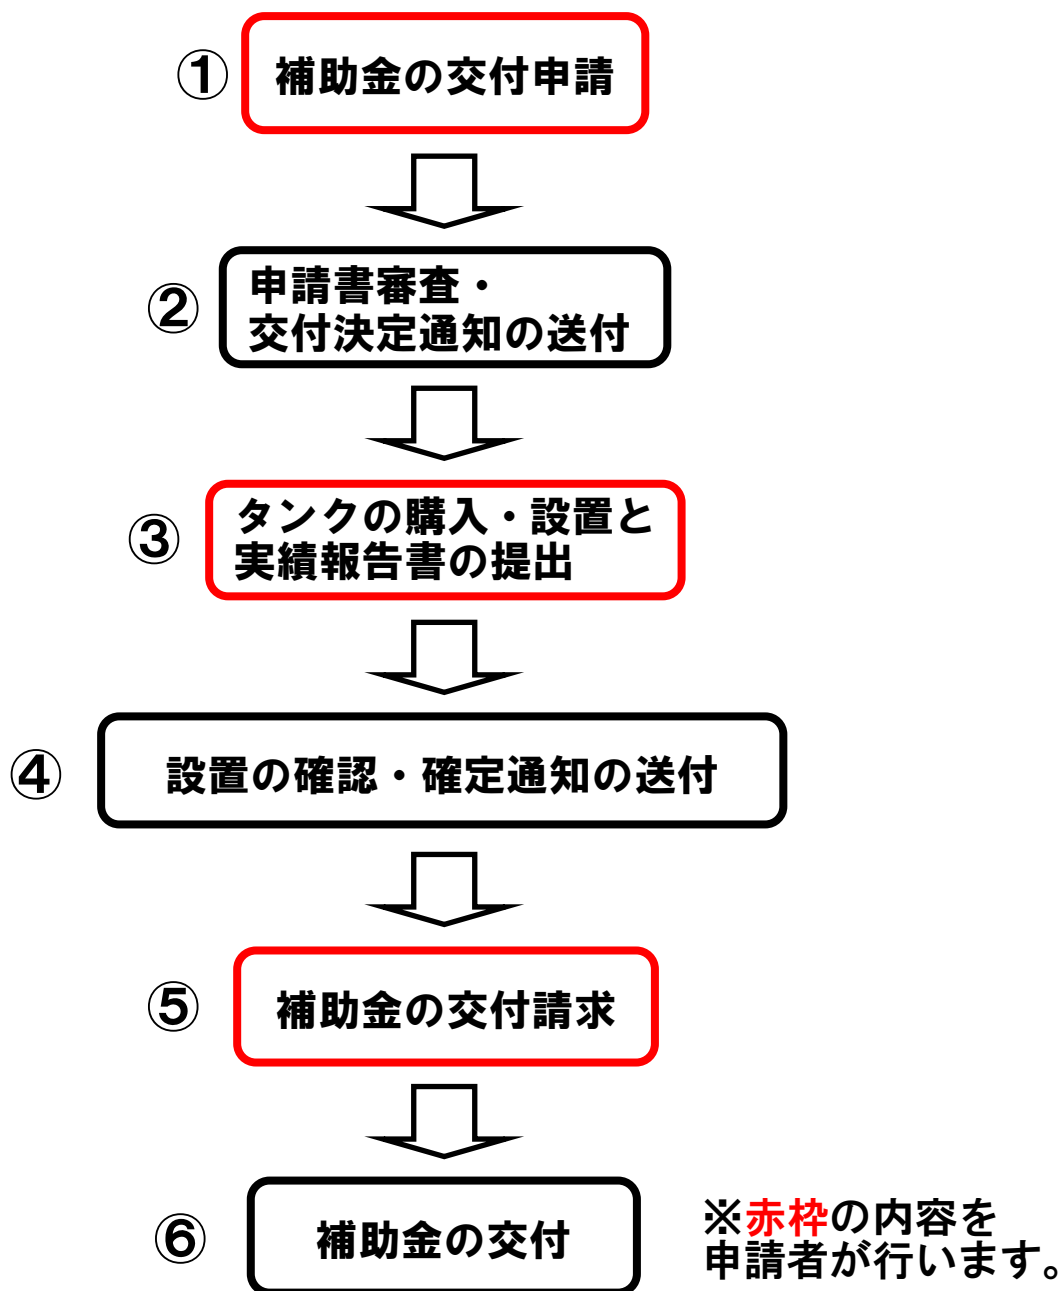 ① 補助金の交付申請
② 申請書審査・
交付決定通知の送付
③ タンクの購入・設置と
実績報告書の提出
④ 設置の確認・確定通知の送付
⑤ 補助金の交付請求
⑥ 補助金の交付
※赤枠の内容を
申請者が行います。